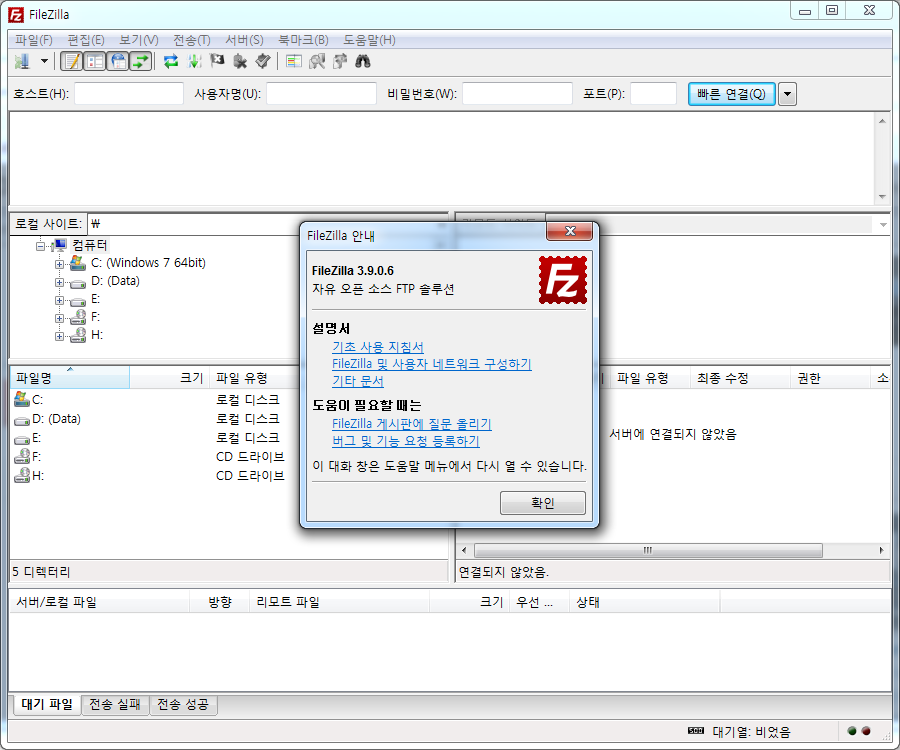 FileZilla
파일(F) 편집(E) 보기(V) 전송(T) 서버(S) 북마크(B) 도움말(H)
호스트(H): 사용자명(U): 비밀번호(W): 포트(P): 빠른 연결(Q)
로컬 사이트: ₩
컴퓨터
C: (Windows 7 64bit)
D: (Data)
E:
F:
H:
파일명 크기 파일 유형
C: 로컬 디스크
D: (Data) 로컬 디스크
E: 로컬 디스크
F: CD 드라이브
H: CD 드라이브
5 디렉터리
FileZilla 안내
FileZilla 3.9.0.6
자유 오픈 소스 FTP 솔루션
Fz
설명서
기초 사용 지침서
FileZilla 및 사용자 네트워크 구성하기
기타 문서
도움이 필요할 때는
FileZilla 게시판에 질문 올리기
버그 및 기능 요청 등록하기
이 대화 창은 도움말 메뉴에서 다시 열 수 있습니다.
확인
파일 유형 최종 수정 권한 소
서버에 연결되지 않았음
연결되지 않았음.
서버/로컬 파일 방향 리모트 파일 크기 우선 ... 상태
대기 파일 전송 실패 전송 성공
대기열: 비었음